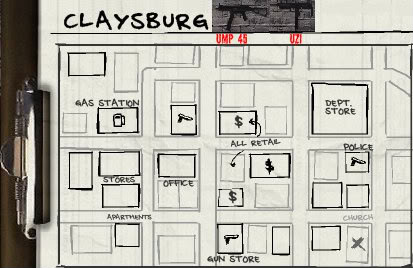 CLAYSBURG
UMP 45
UZI
GAS STATION
DEPT.
STORE
$
ALL RETAIL
POLICE
$
STORES
OFFICE
$
APARTMENTS
CHURCH
GUN STORE